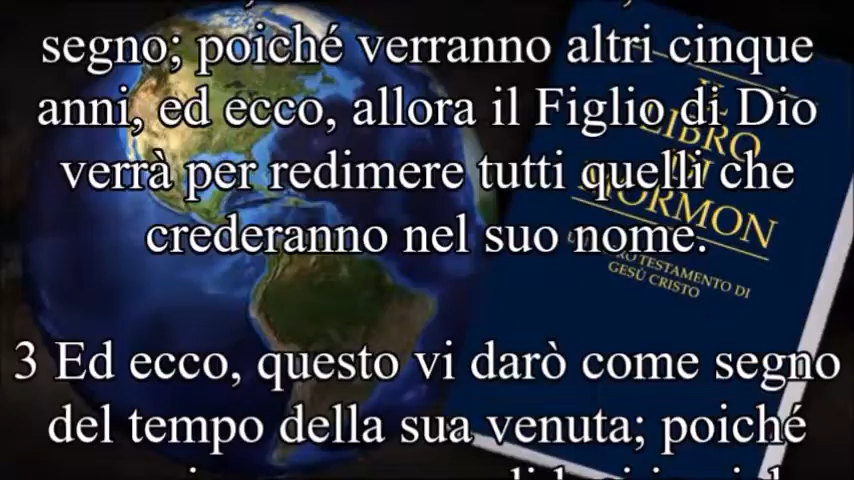 segno; poiché verranno altri cinque
anni, ed ecco, allora il Figlio di Dio
verrà per redimere tutti quelli che
crederanno nel suo nome.
3 Ed ecco, questo vi darò come segno
del tempo della sua venuta; poiché
IL
LIBRO
DI
MORMON
TESTAMENTO DI
GESÙ CRISTO